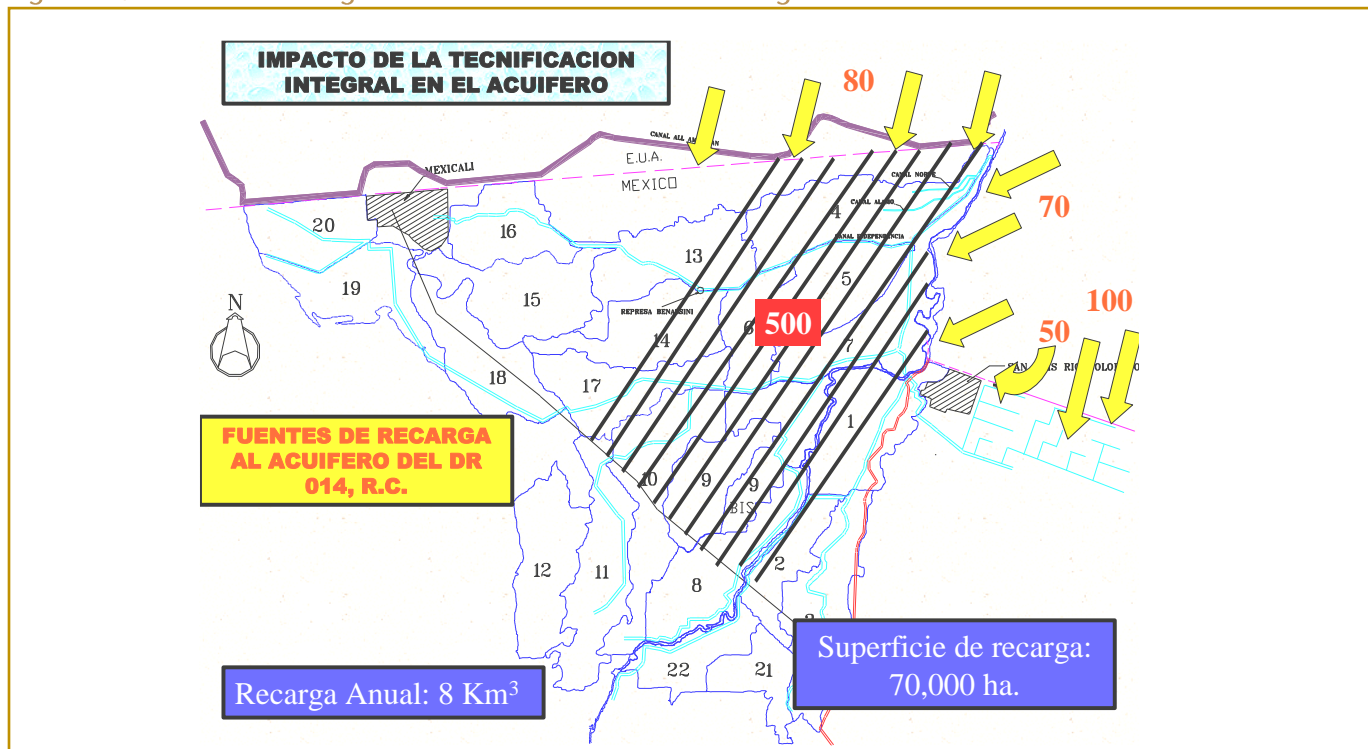 IMPACTO DE LA TECNIFICACION
INTEGRAL EN EL ACUIFERO
80
CANAL ALL
E.U.A.
MEXICALI
MEXICO
CANAL NORTE
70
CANAL ALAMO
4
20
16
CANAL INDEPENDENCIA
13
5
19
N
15
100
REPRESA BENASSINI
500
50
6
14
7
18
17
1
FUENTES DE RECARGA
AL ACUIFERO DEL DR
014, R.C.
10
9
9
BIS
12
11
2
8
Superficie de recarga:
70,000 ha.
22
21
Recarga Anual: 8 Km³